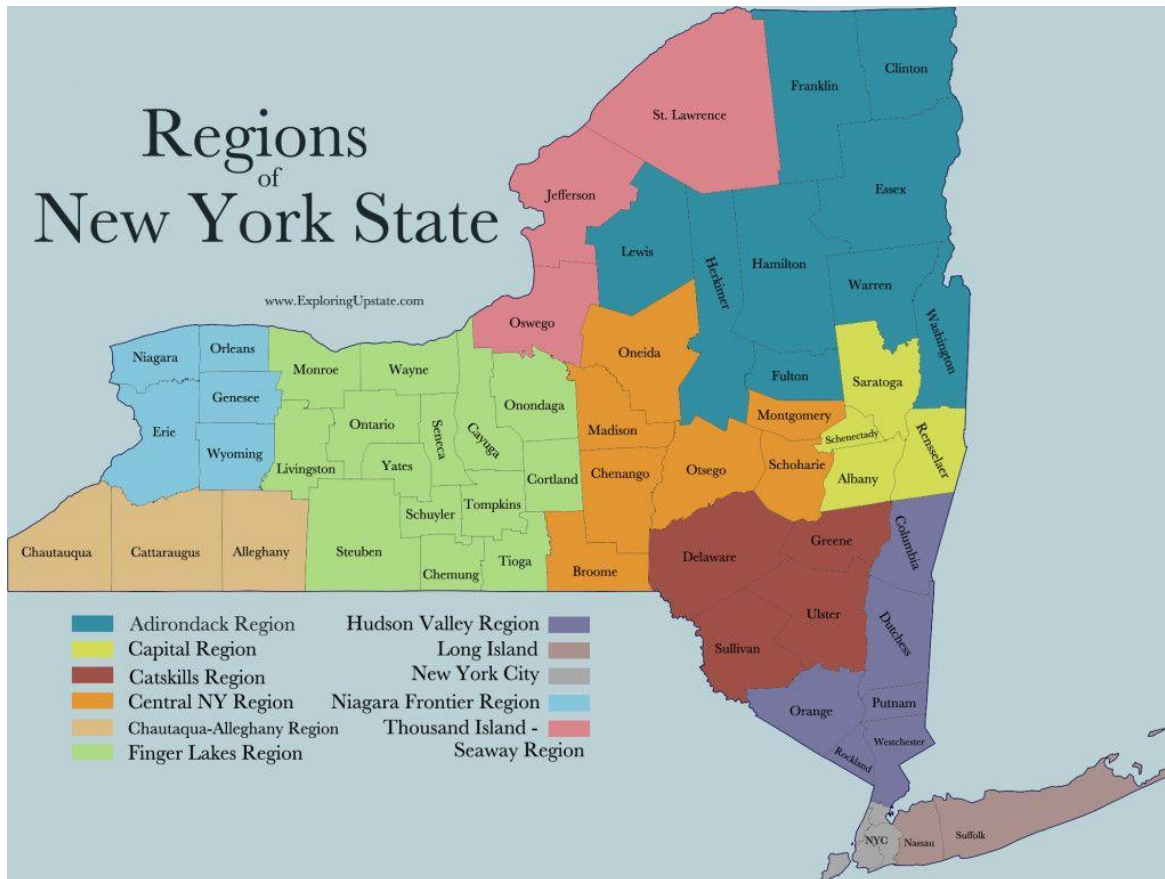 Regions
of
New York State
www.ExploringUpstate.com
Clinton
Franklin
St. Lawrence
Essex
Jefferson
Lewis
Herkimer
Hamilton
Warren
Washington
Oswego
Oneida
Fulton
Saratoga
Niagara
Orleans
Monroe
Wayne
Genesee
Onondaga
Montgomery
Erie
Ontario
Seneca
Cayuga
Madison
Schenectady
Rensselaer
Wyoming
Livingston
Yates
Cortland
Chenango
Otsego
Schoharie
Albany
Tompkins
Schuyler
Chautauqua
Cattaraugus
Alleghany
Steuben
Chemung
Tioga
Broome
Delaware
Greene
Columbia
Ulster
Dutchess
Sullivan
Orange
Putnam
Rockland
Westchester
NYC
Nassau
Suffolk
Adirondack Region
Capital Region
Catskills Region
Central NY Region
Chautaqua-Alleghany Region
Finger Lakes Region
Hudson Valley Region
Long Island
New York City
Niagara Frontier Region
Thousand Island -
Seaway Region